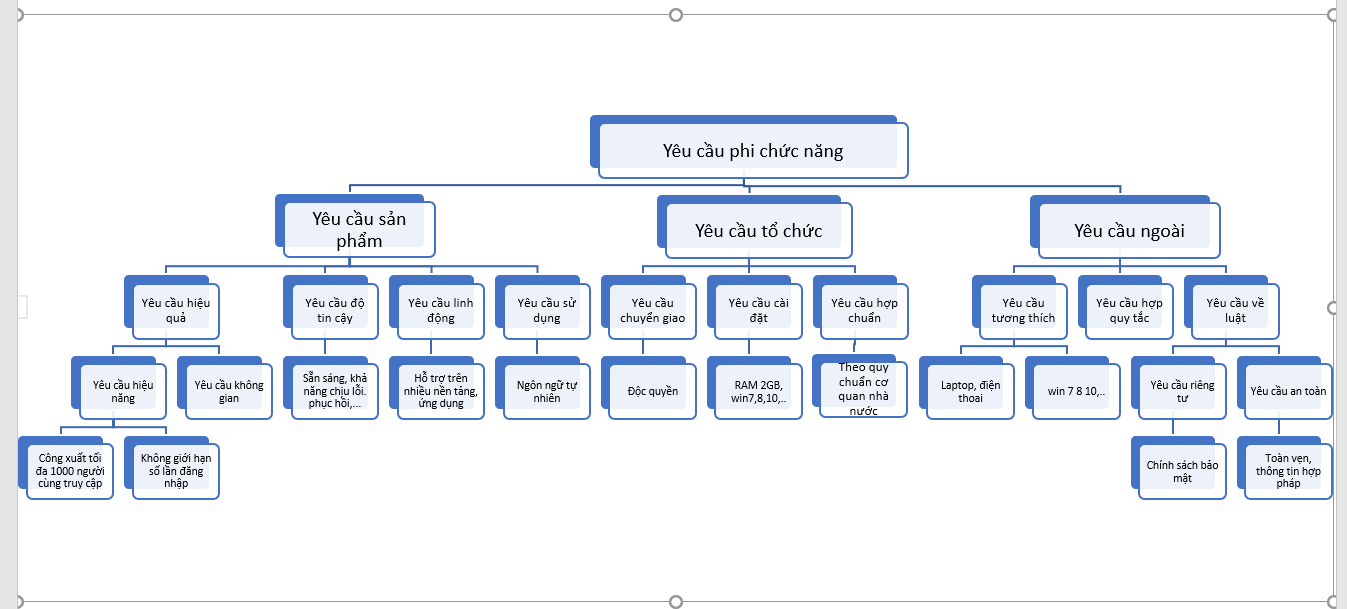 Yêu cầu phi chức năng
Yêu cầu sản
phẩm
Yêu cầu tổ chức
Yêu cầu ngoài
Yêu cầu hiệu
quả
Yêu cầu độ
tin cậy
Yêu cầu linh
động
Yêu cầu sử
dụng
Yêu cầu
chuyển giao
Yêu cầu cài
đặt
Yêu cầu hợp
chuẩn
Yêu cầu
tương thích
Yêu cầu hợp
quy tắc
Yêu cầu về
luật
Yêu cầu hiệu
năng
Yêu cầu không
gian
Sẵn sáng, khả
năng chịu lỗi.
phục hồi,...
Hỗ trợ trên
nhiều nền tảng,
ứng dụng
Ngôn ngữ tự
nhiên
Độc quyền
RAM 2GB,
win7,8,10,..
Theo quy
chuẩn cơ
quan nhà
nước
Laptop, điện
thoai
win 7 8 10,..
Yêu cầu riêng
tư
Yêu cầu an toàn
Công xuất tối
đa 1000 người
cùng truy cập
Không giới hạn
số lần đăng
nhập
Chính sách bảo
mật
Toàn vẹn,
thông tin hợp
pháp